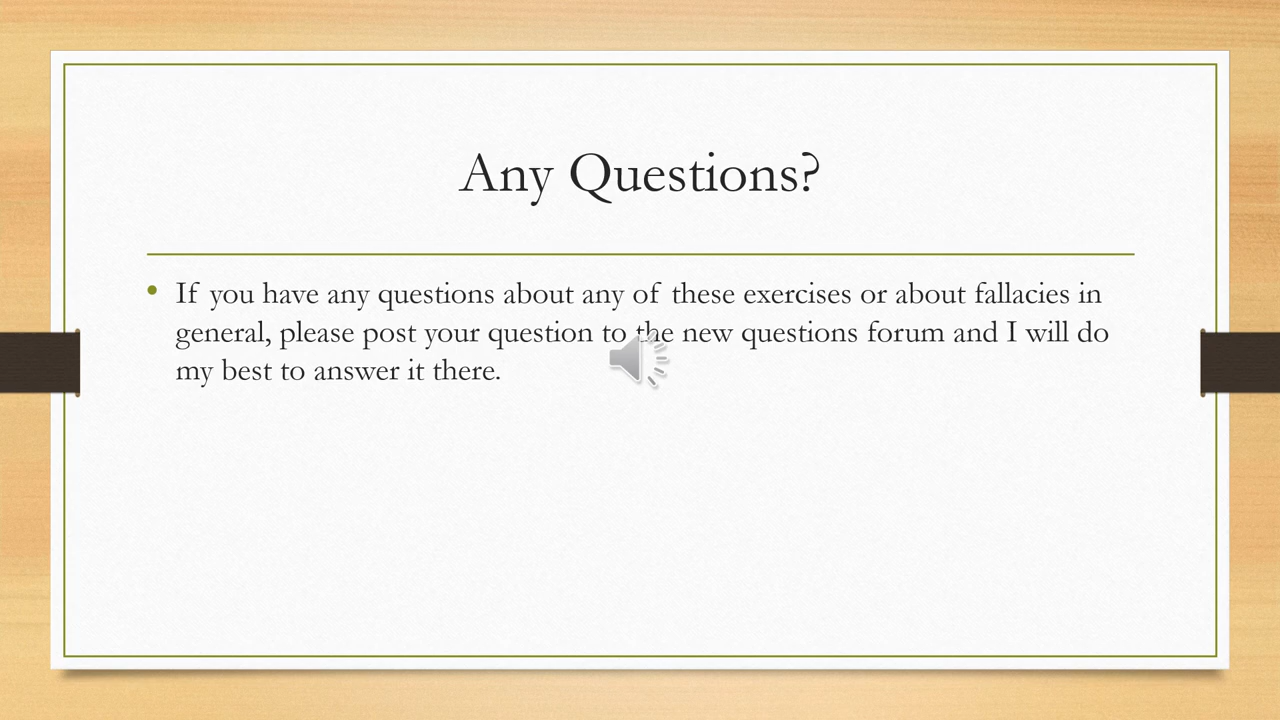 Any Questions?
If you have any questions about any of these exercises or about fallacies in
general, please post your question to the new questions forum and I will do
my best to answer it there.